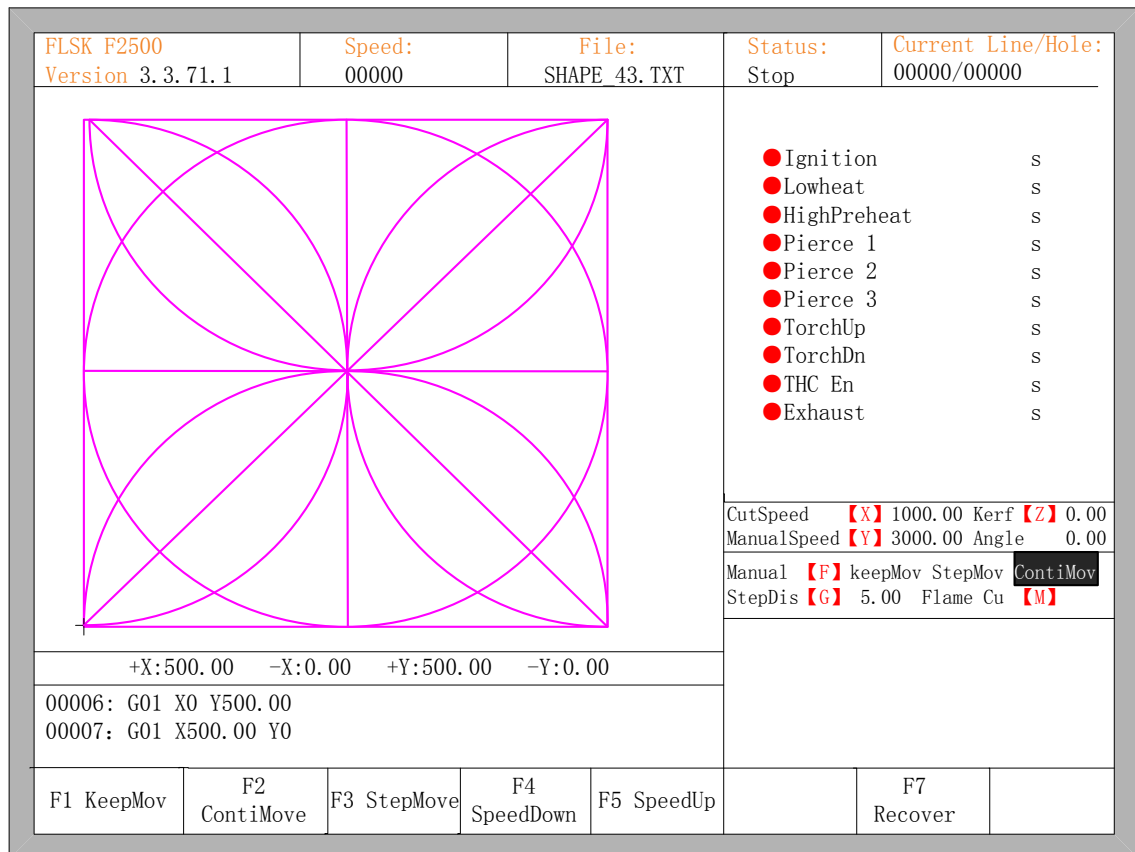 FLSK F2500
Version 3.3.71.1
Speed:
00000
File:
SHAPE_43.TXT
Status:
Stop
Current Line/Hole:
00000/00000
Ignition s
Lowheat s
HighPreheat s
Pierce 1 s
Pierce 2 s
Pierce 3 s
TorchUp s
TorchDn s
THC En s
Exhaust s
CutSpeed 【X】 1000.00 Kerf 【Z】 0.00
ManualSpeed 【Y】 3000.00 Angle 0.00
Manual 【F】 keepMov StepMov ContiMov
StepDis 【G】 5.00 Flame Cu 【M】
+X:500.00 -X:0.00 +Y:500.00 -Y:0.00
00006: G01 X0 Y500.00
00007: G01 X500.00 Y0
F1 KeepMov
F2
ContiMove
F3 StepMove
F4
SpeedDown
F5 SpeedUp
F7
Recover